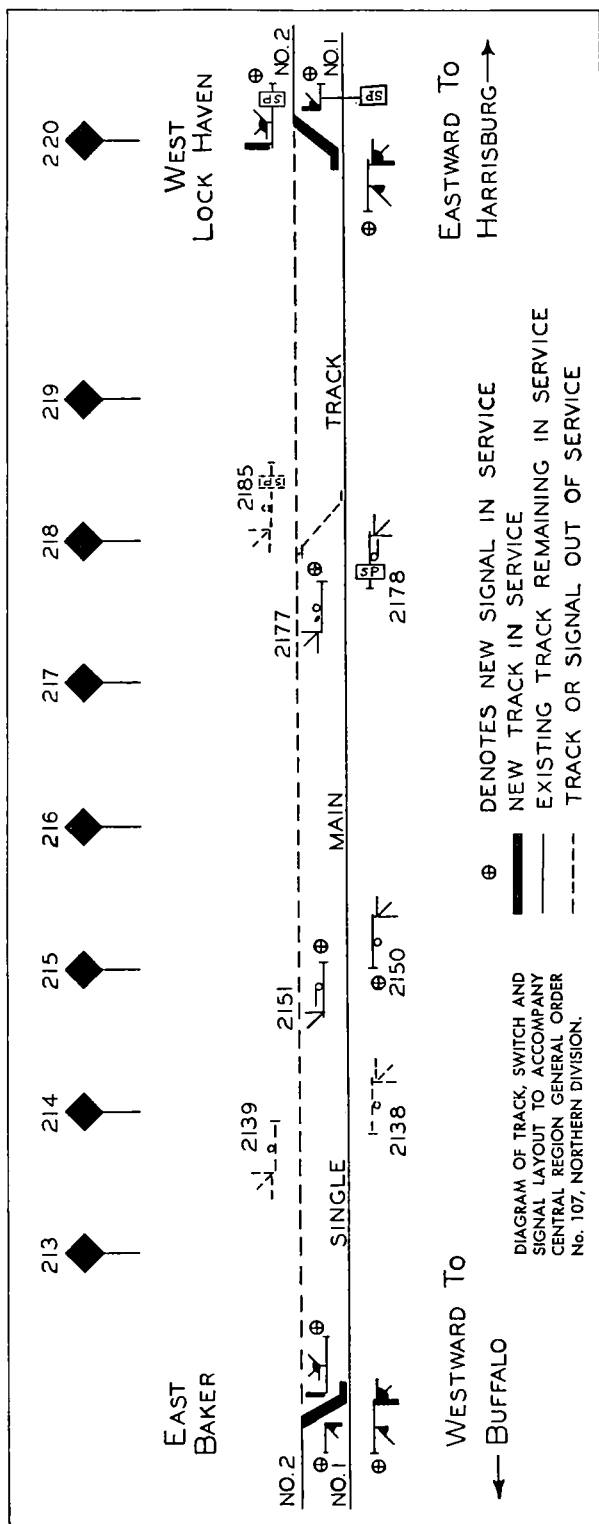 213 214 215 216 217 218 219 220
EAST
BAKER
WEST
LOCK HAVEN
2139
2185
SP
SP
NO. 2
NO. 2
2151
2177
NO. 1
SINGLE MAIN TRACK
NO. 1
SP
SP
2138
2150
2178
WESTWARD TO
← BUFFALO
EASTWARD TO
HARRISBURG →
DIAGRAM OF TRACK, SWITCH AND
SIGNAL LAYOUT TO ACCOMPANY
CENTRAL REGION GENERAL ORDER
No. 107, NORTHERN DIVISION.
⊕ DENOTES NEW SIGNAL IN SERVICE
NEW TRACK IN SERVICE
EXISTING TRACK REMAINING IN SERVICE
TRACK OR SIGNAL OUT OF SERVICE